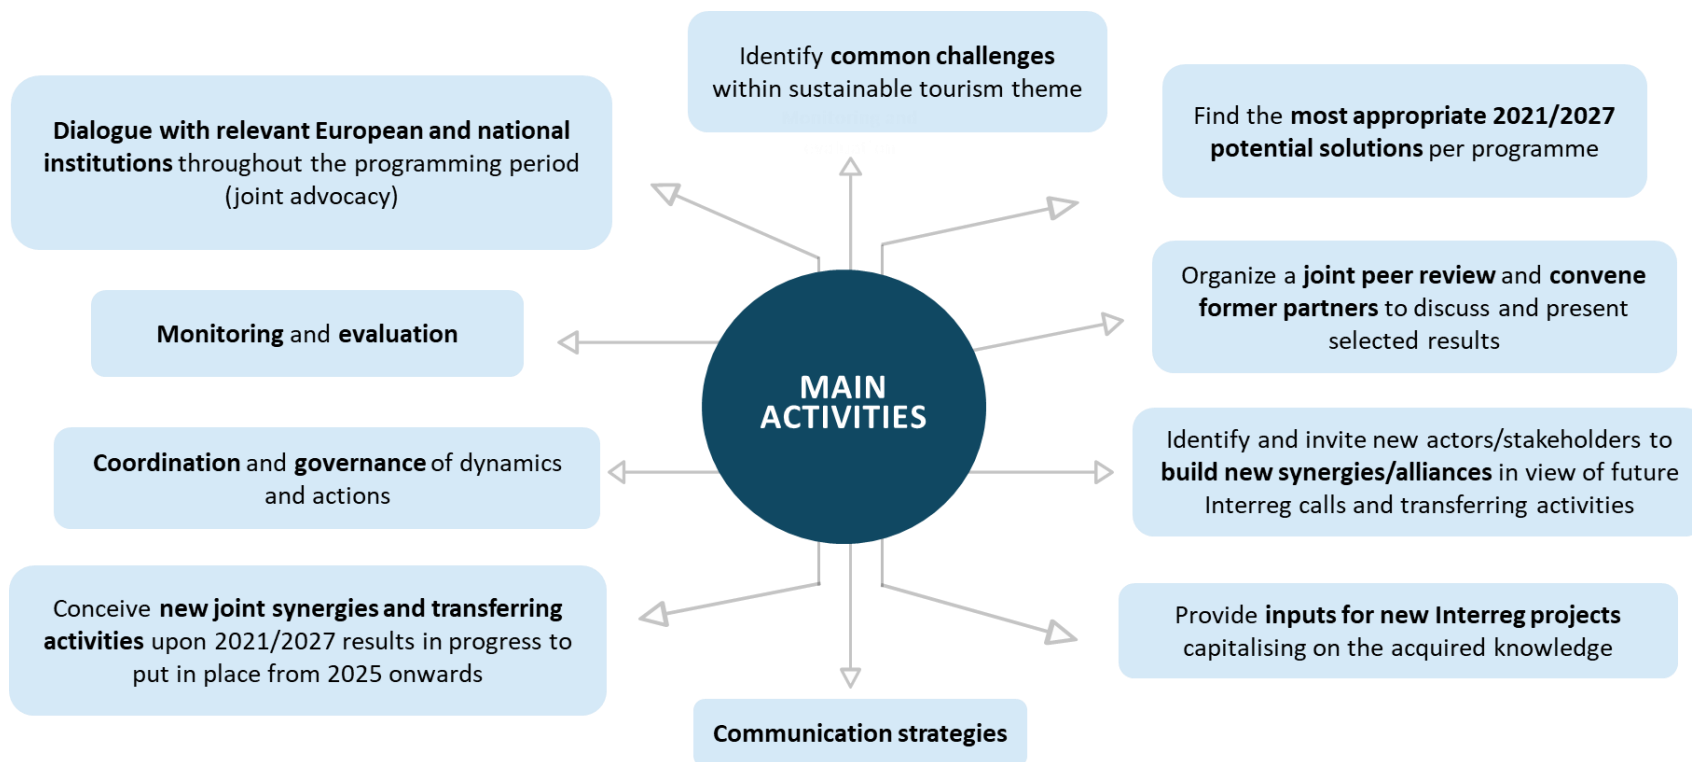 Identify common challenges
within sustainable tourism theme
Find the most appropriate 2021/2027
potential solutions per programme
Organize a joint peer review and convene
former partners to discuss and present
selected results
Identify and invite new actors/stakeholders to
build new synergies/alliances in view of future
Interreg calls and transferring activities
Provide inputs for new Interreg projects
capitalising on the acquired knowledge
Communication strategies
Conceive new joint synergies and transferring
activities upon 2021/2027 results in progress to
put in place from 2025 onwards
Coordination and governance of dynamics
and actions
Monitoring and evaluation
Dialogue with relevant European and national
institutions throughout the programming period
(joint advocacy)
MAIN
ACTIVITIES